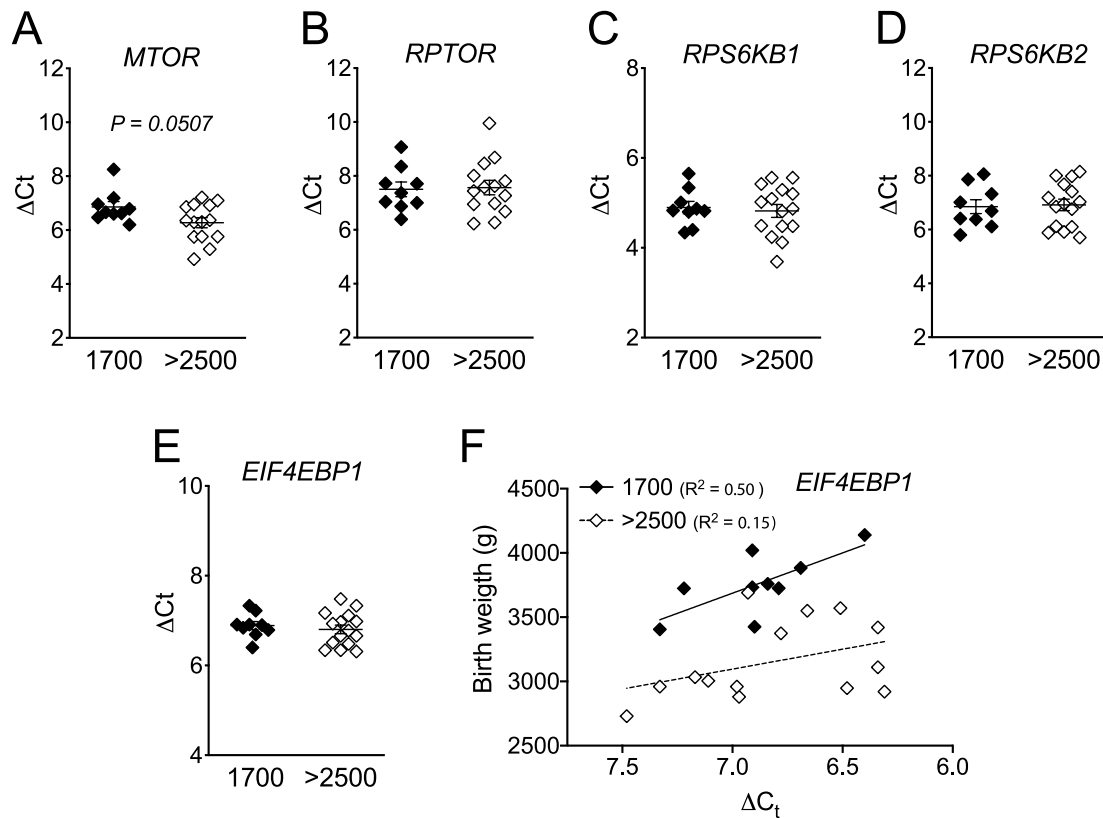 A
MTOR
12
10
8
6
4
2
ΔCt
P = 0.0507
1700
>2500
B
RPTOR
12
10
8
6
4
2
ΔCt
1700
>2500
C
RPS6KB1
8
6
4
2
ΔCt
1700
>2500
D
RPS6KB2
12
10
8
6
4
2
ΔCt
1700
>2500
E
EIF4EBP1
10
8
6
4
ΔCt
1700
>2500
F
EIF4EBP1
1700 (R² = 0.50 )
>2500 (R² = 0.15)
4500
4000
3500
3000
2500
Birth weigth (g)
7.5
7.0
6.5
6.0
ΔCₜ